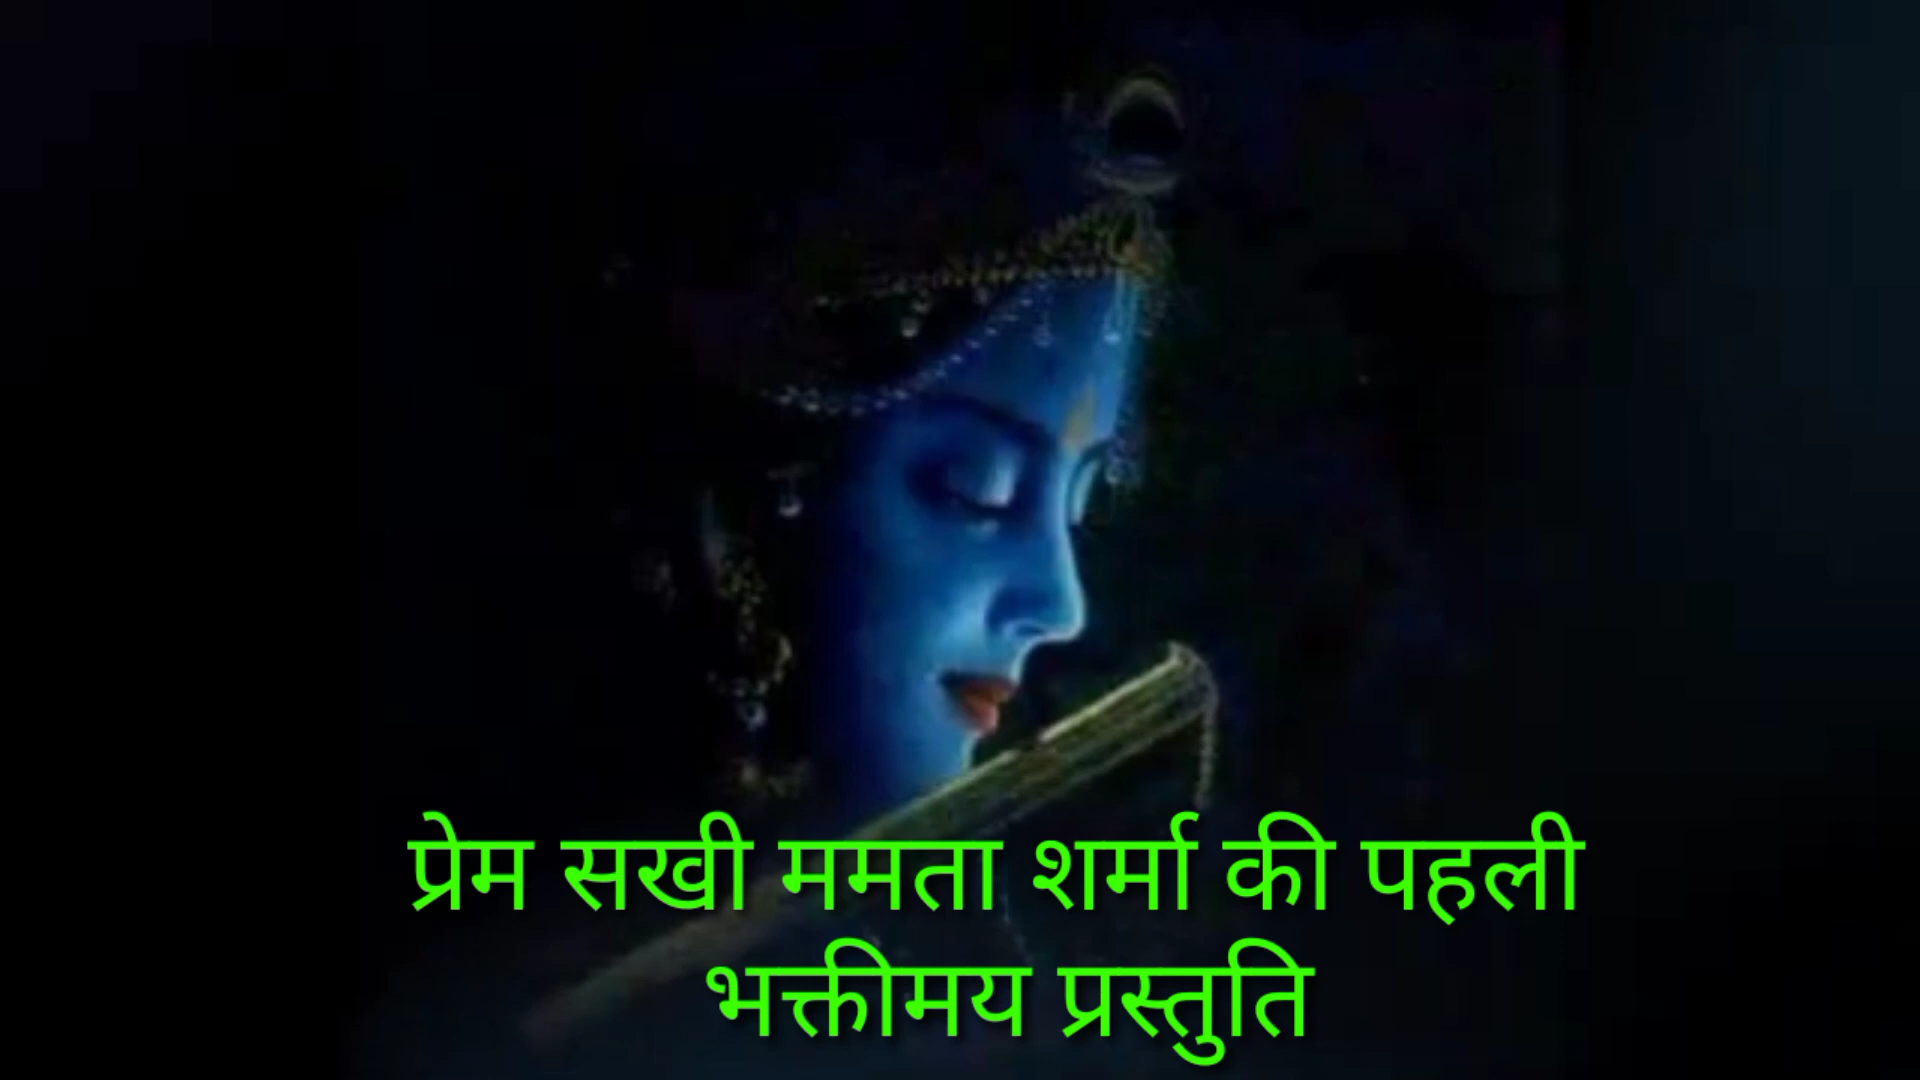 प्रेम सखी ममता शर्मा की पहली
भक्तीमय प्रस्तुति